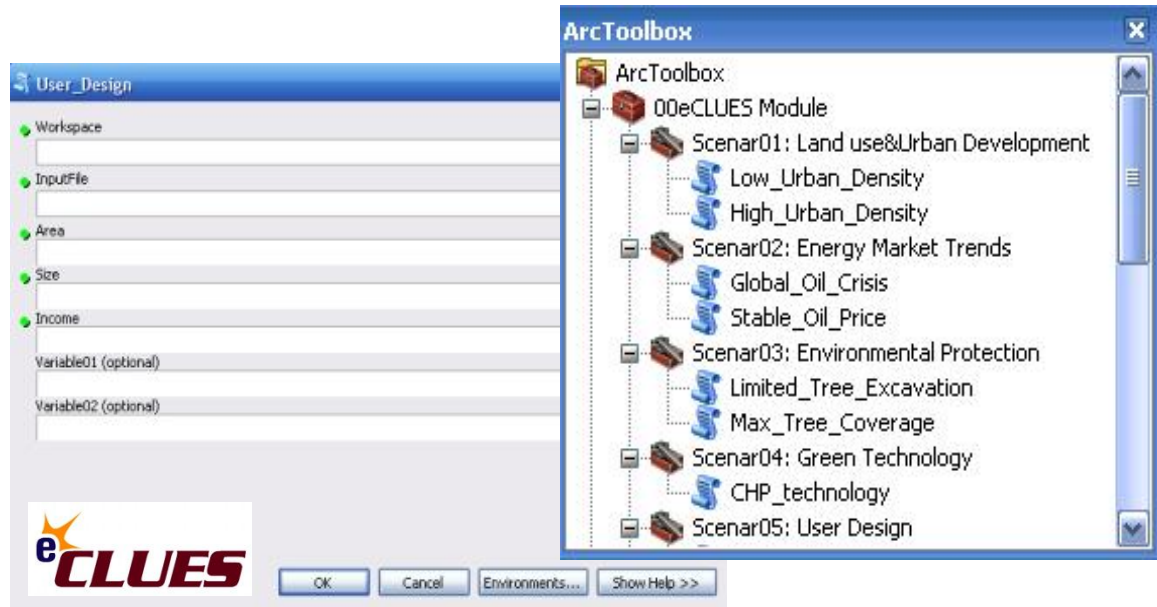 User_Design
Workspace
InputFile
Area
Size
Income
Variable01 (optional)
Variable02 (optional)
eCLUES
OK
Cancel
Environments...
Show Help >>
ArcToolbox
ArcToolbox
00eCLUES Module
Scenar01: Land use&Urban Development
Low_Urban_Density
High_Urban_Density
Scenar02: Energy Market Trends
Global_Oil_Crisis
Stable_Oil_Price
Scenar03: Environmental Protection
Limited_Tree_Excavation
Max_Tree_Coverage
Scenar04: Green Technology
CHP_technology
Scenar05: User Design